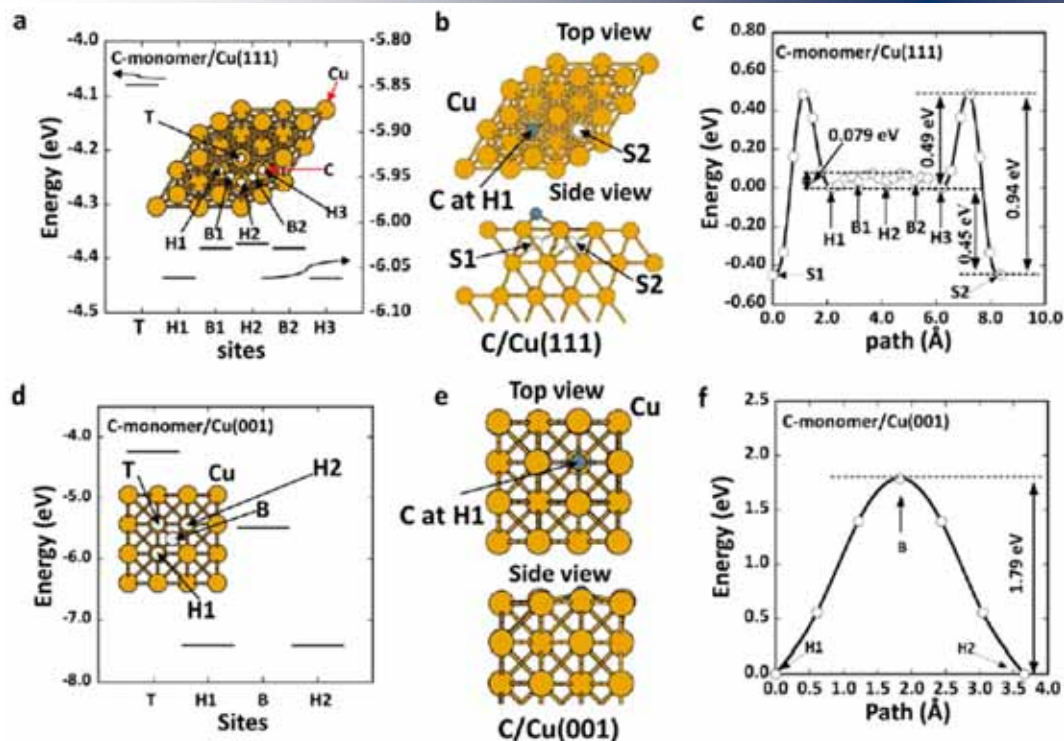 a
C-monomer/Cu(111)
Energy (eV)
-4.0
-4.1
-4.2
-4.3
-4.4
-4.5
-5.80
-5.85
-5.90
-5.95
-6.00
-6.05
-6.10
Cu
T
C
H1
B1
H2
B2
H3
T H1 B1 H2 B2 H3
sites
b
Top view
Cu
C at H1
S2
Side view
S1
S2
C/Cu(111)
c
C-monomer/Cu(111)
Energy (eV)
0.80
0.60
0.40
0.20
0.00
-0.20
-0.40
-0.60
0.079 eV
0.49 eV
0.94 eV
0.45 eV
H1 B1 H2 B2 H3
S1
S2
0.0 2.0 4.0 6.0 8.0 10.0
path (Å)
d
C-monomer/Cu(001)
Energy (eV)
-4.0
-5.0
-6.0
-7.0
-8.0
T
Cu
H2
B
H1
T H1 B H2
Sites
e
Top view
Cu
C at H1
Side view
C/Cu(001)
f
C-monomer/Cu(001)
Energy (eV)
2.5
2.0
1.5
1.0
0.5
0.0
1.79 eV
B
H1
H2
0.0 0.5 1.0 1.5 2.0 2.5 3.0 3.5 4.0
Path (Å)